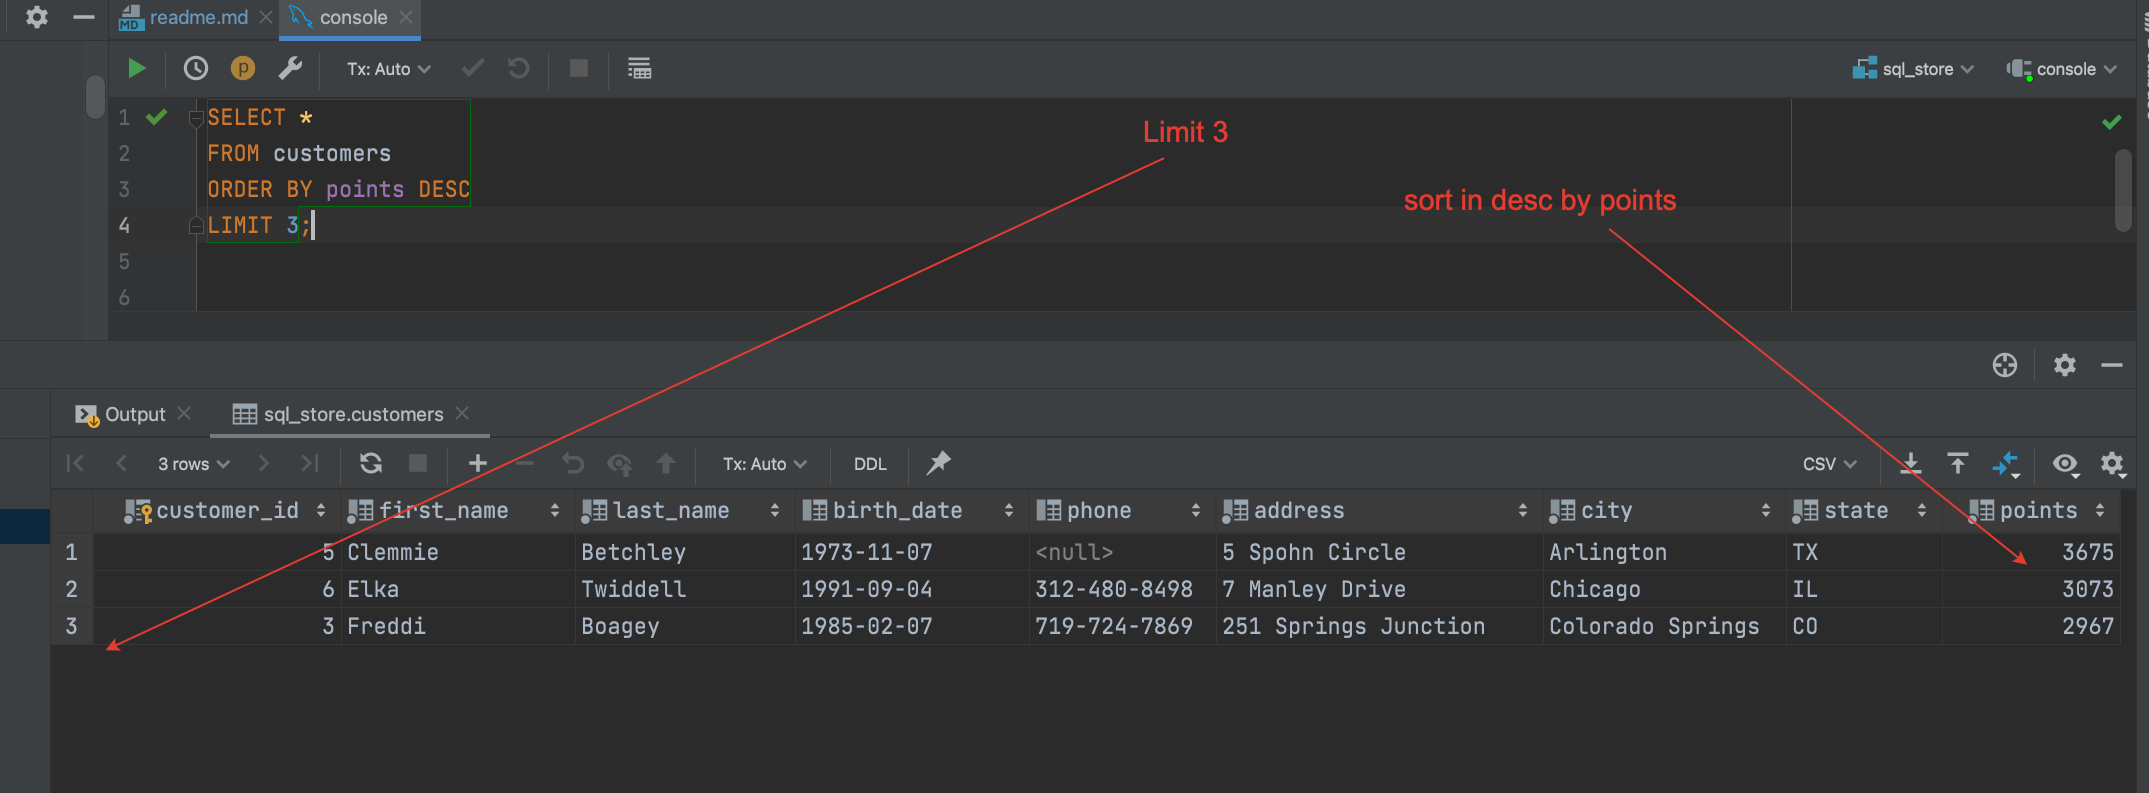 readme.md console
Tx: Auto sql_store console
1 SELECT *
2 FROM customers
3 ORDER BY points DESC
4 LIMIT 3;
5
6
Limit 3
sort in desc by points
Output sql_store.customers
3 rows Tx: Auto DDL CSV
customer_id first_name last_name birth_date phone address city state points
1 5 Clemmie Betchley 1973-11-07 <null> 5 Spohn Circle Arlington TX 3675
2 6 Elka Twiddell 1991-09-04 312-480-8498 7 Manley Drive Chicago IL 3073
3 3 Freddi Boagey 1985-02-07 719-724-7869 251 Springs Junction Colorado Springs CO 2967